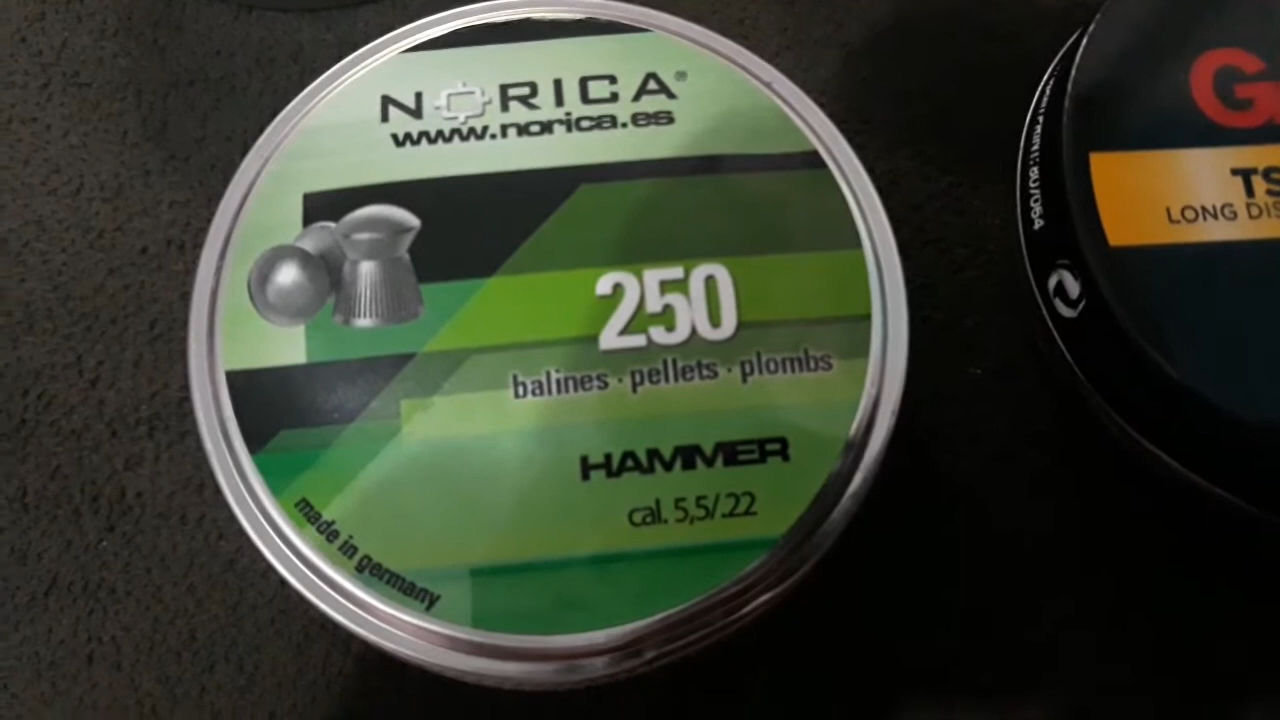 NORICA®
www.norica.es
250
balines · pellets · plombs
HAMMER
cal. 5,5/.22
made in germany
TS
LONG DIS